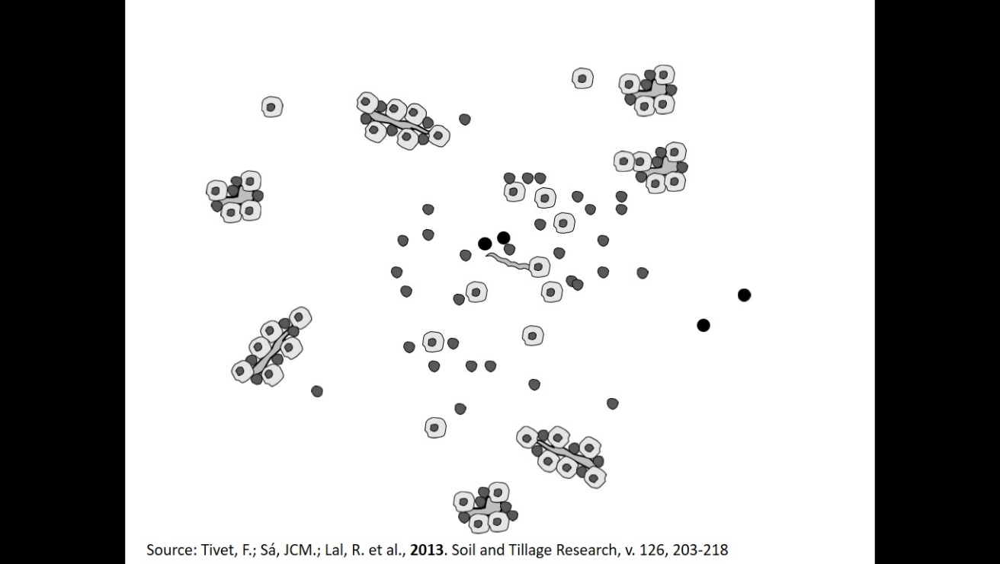 Source: Tivet, F.; Sá, JCM.; Lal, R. et al., 2013. Soil and Tillage Research, v. 126, 203-218